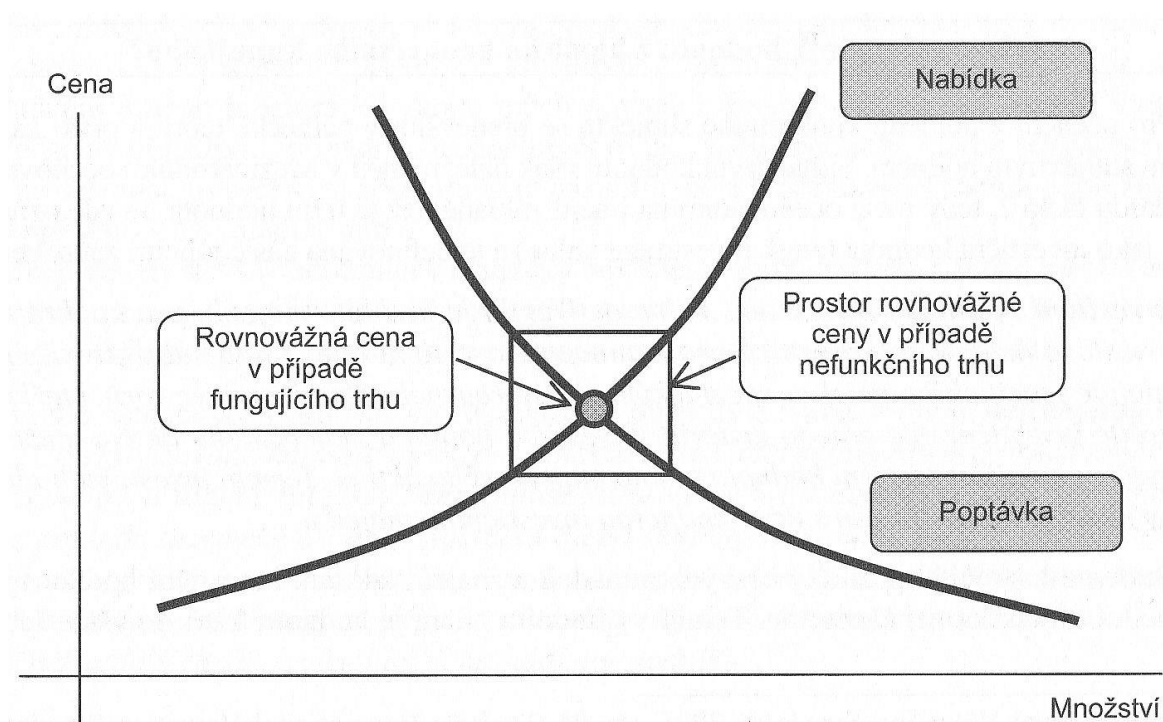 Cena
Nabídka
Rovnovážná cena
v případě
fungujícího trhu
Prostor rovnovážné
ceny v případě
nefunkčního trhu
Poptávka
Množství